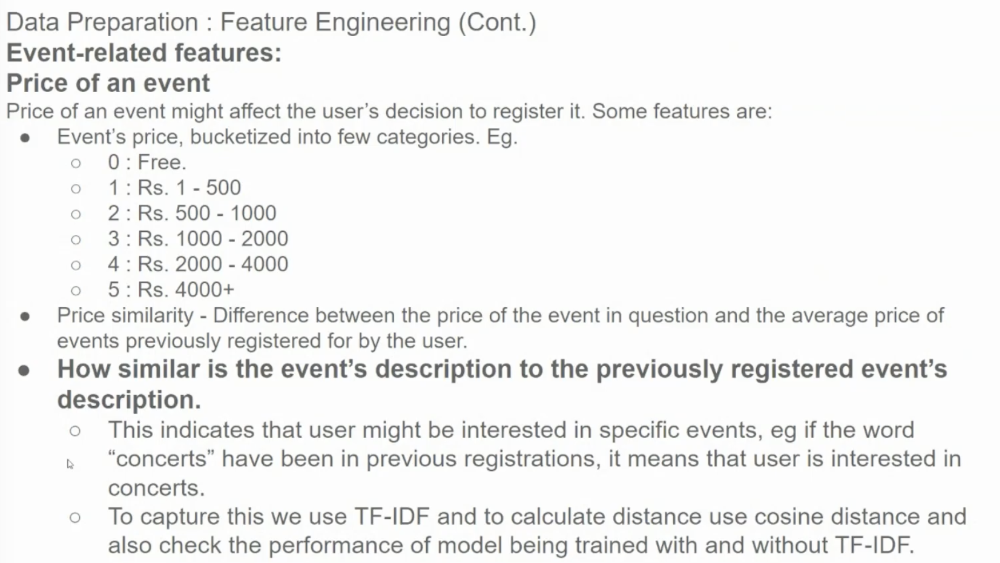 Data Preparation : Feature Engineering (Cont.)
Event-related features:
Price of an event
Price of an event might affect the user's decision to register it. Some features are:
● Event's price, bucketized into few categories. Eg.
○ 0 : Free.
○ 1 : Rs. 1 - 500
○ 2 : Rs. 500 - 1000
○ 3 : Rs. 1000 - 2000
○ 4 : Rs. 2000 - 4000
○ 5 : Rs. 4000+
● Price similarity - Difference between the price of the event in question and the average price of
events previously registered for by the user.
● How similar is the event's description to the previously registered event's
description.
○ This indicates that user might be interested in specific events, eg if the word
“concerts” have been in previous registrations, it means that user is interested in
concerts.
○ To capture this we use TF-IDF and to calculate distance use cosine distance and
also check the performance of model being trained with and without TF-IDF.